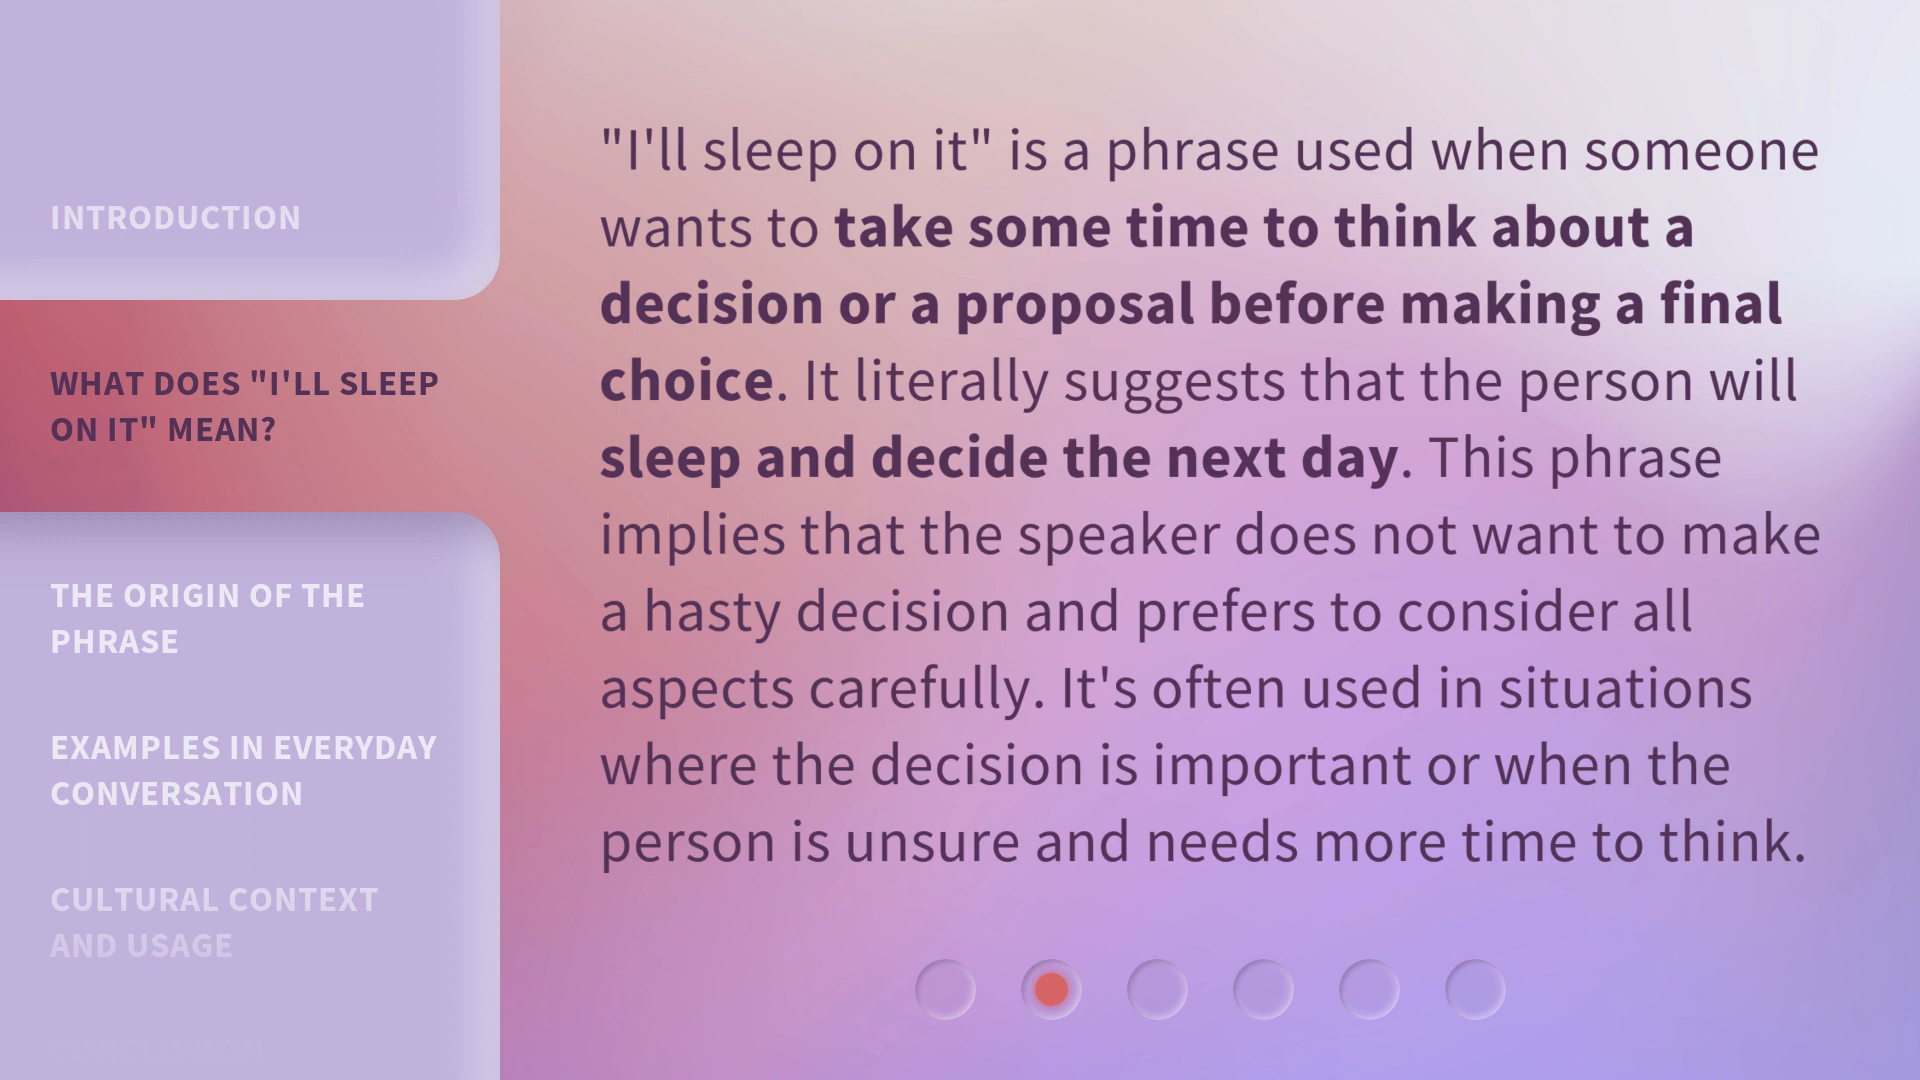 INTRODUCTION
WHAT DOES "I'LL SLEEP
ON IT" MEAN?
THE ORIGIN OF THE
PHRASE
EXAMPLES IN EVERYDAY
CONVERSATION
CULTURAL CONTEXT
AND USAGE
CONCLUSION
"I'll sleep on it" is a phrase used when someone
wants to take some time to think about a
decision or a proposal before making a final
choice. It literally suggests that the person will
sleep and decide the next day. This phrase
implies that the speaker does not want to make
a hasty decision and prefers to consider all
aspects carefully. It's often used in situations
where the decision is important or when the
person is unsure and needs more time to think.